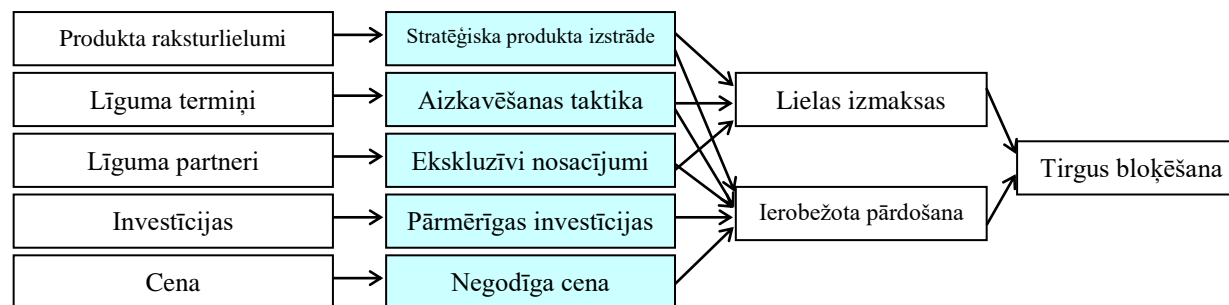 Produkta raksturlielumi
Stratēģiska produkta izstrāde
Līguma termiņi
Aizkavēšanas taktika
Lielas izmaksas
Līguma partneri
Ekskluzīvi nosacījumi
Tirgus bloķēšana
Investīcijas
Pārmērīgas investīcijas
Ierobežota pārdošana
Cena
Negodīga cena